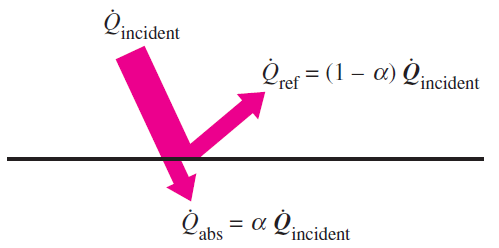 Q̇incident
Q̇ref = (1 − α) Q̇incident
Q̇abs = α Q̇incident